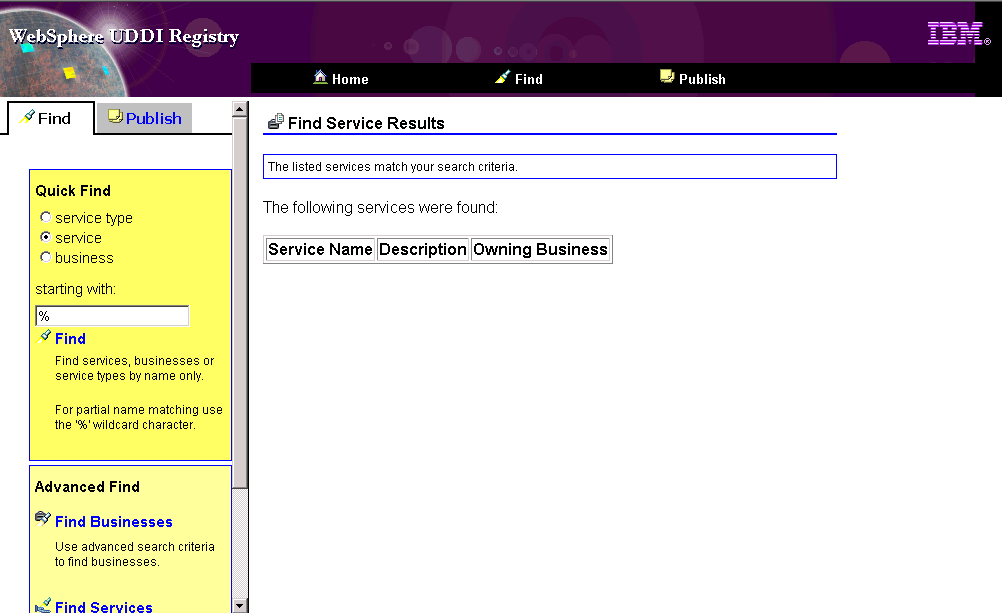 WebSphere UDDI Registry
IBM®
Home Find Publish
Find Publish
Quick Find
service type
service
business
starting with:
%
Find
Find services, businesses or
service types by name only.
For partial name matching use
the '%' wildcard character.
Advanced Find
Find Businesses
Use advanced search criteria
to find businesses.
Find Services
Find Service Results
The listed services match your search criteria.
The following services were found:
Service Name Description Owning Business